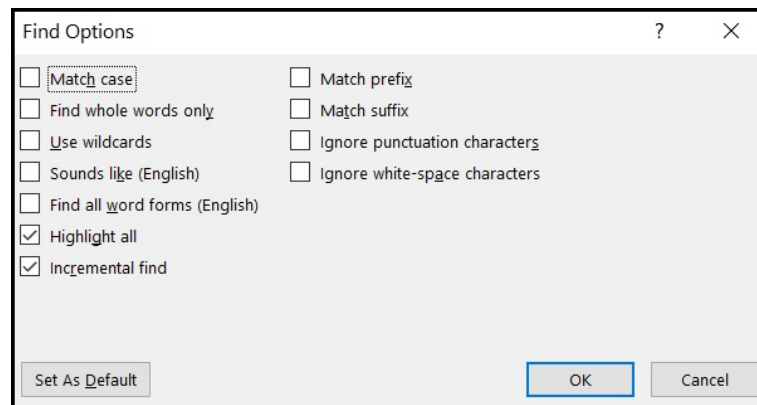 Find Options ?
Match case
Find whole words only
Use wildcards
Sounds like (English)
Find all word forms (English)
Highlight all
Incremental find
Match prefix
Match suffix
Ignore punctuation characters
Ignore white-space characters
Set As Default
OK
Cancel